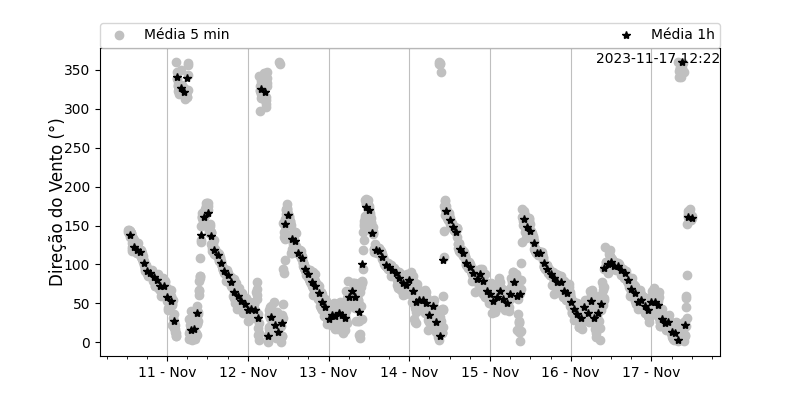 Média 5 min
Média 1h
2023-11-17 12:22
Direção do Vento (°)
350
300
250
200
150
100
50
0
11 - Nov
12 - Nov
13 - Nov
14 - Nov
15 - Nov
16 - Nov
17 - Nov